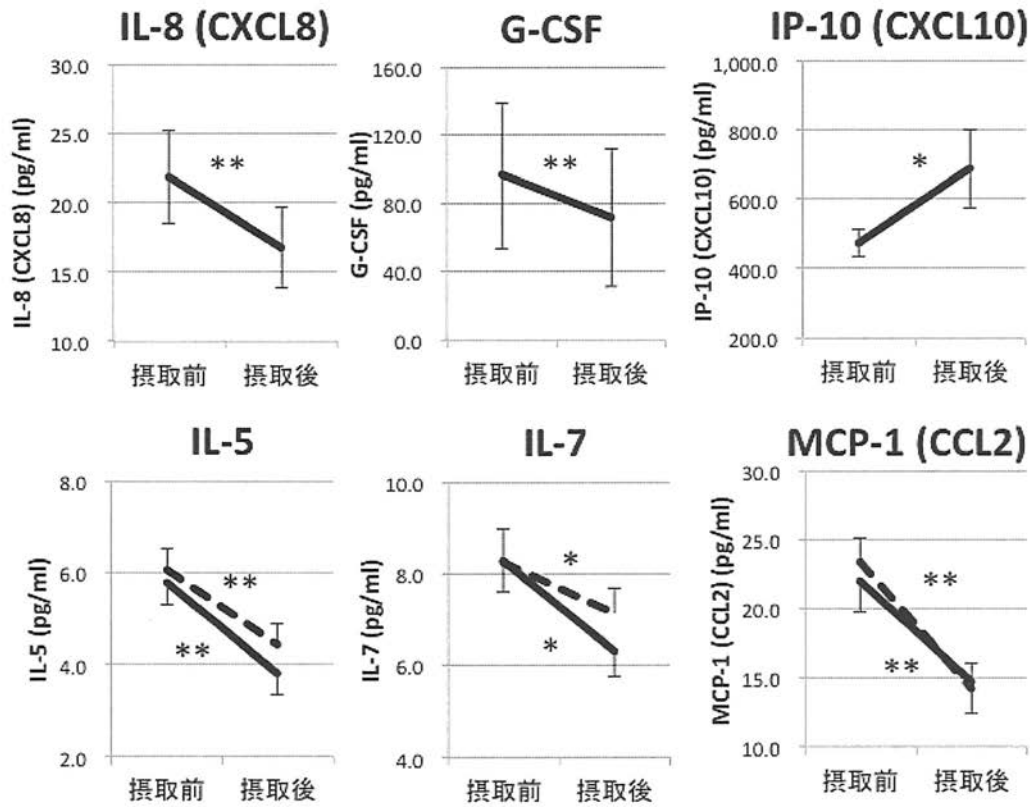 IL-8 (CXCL8)
IL-8 (CXCL8) (pg/ml)
30.0
25.0
20.0
15.0
10.0
**
摂取前
摂取後
G-CSF
G-CSF (pg/ml)
160.0
120.0
80.0
40.0
0.0
**
摂取前
摂取後
IP-10 (CXCL10)
IP-10 (CXCL10) (pg/ml)
1,000.0
800.0
600.0
400.0
200.0
*
摂取前
摂取後
IL-5
IL-5 (pg/ml)
8.0
6.0
4.0
2.0
**
**
摂取前
摂取後
IL-7
IL-7 (pg/ml)
10.0
8.0
6.0
4.0
*
*
摂取前
摂取後
MCP-1 (CCL2)
MCP-1 (CCL2) (pg/ml)
30.0
25.0
20.0
15.0
10.0
**
**
摂取前
摂取後